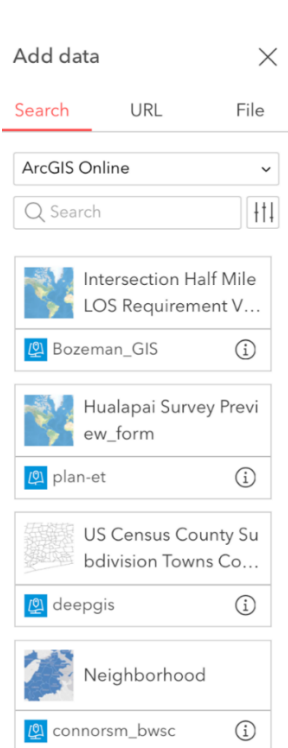 Add data
Search URL File
ArcGIS Online
Search
Intersection Half Mile
LOS Requirement V...
Bozeman_GIS
Hualapai Survey Previ
ew_form
plan-et
US Census County Su
bdivision Towns Co...
deepgis
Neighborhood
connorsm_bwsc